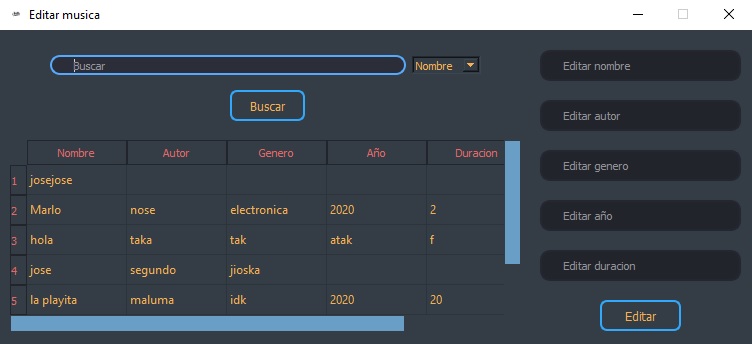 Editar musica
Buscar
Nombre
Buscar
Nombre Autor Genero Año Duracion
1 josejose
2 Marlo nose electronica 2020 2
3 hola taka tak atak f
4 jose segundo jioska
5 la playita maluma idk 2020 20
Editar nombre
Editar autor
Editar genero
Editar año
Editar duracion
Editar